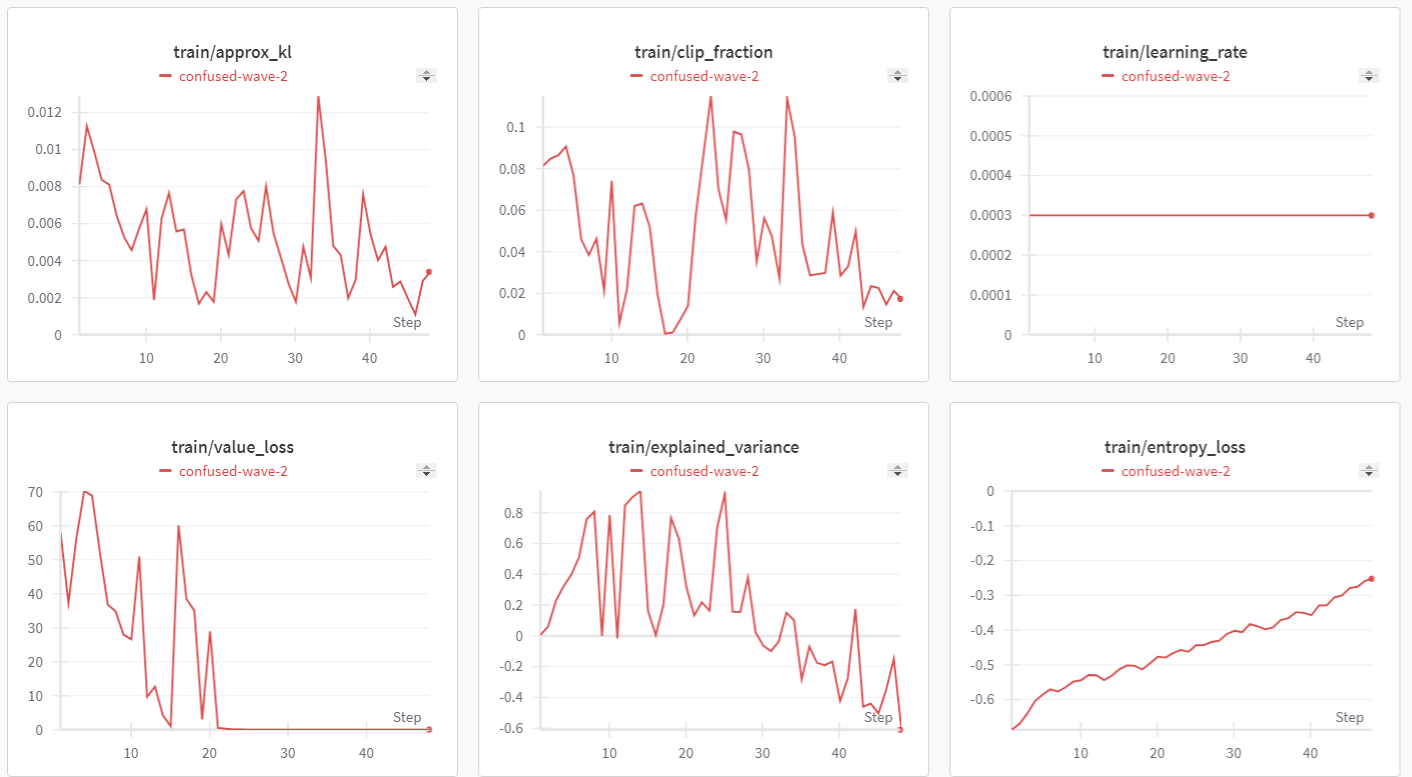 train/approx_kl
confused-wave-2
0.012
0.01
0.008
0.006
0.004
0.002
0
Step
10 20 30 40
train/clip_fraction
confused-wave-2
0.1
0.08
0.06
0.04
0.02
0
Step
10 20 30 40
train/learning_rate
confused-wave-2
0.0006
0.0005
0.0004
0.0003
0.0002
0.0001
0
Step
10 20 30 40
train/value_loss
confused-wave-2
70
60
50
40
30
20
10
0
Step
10 20 30 40
train/explained_variance
confused-wave-2
0.8
0.6
0.4
0.2
0
-0.2
-0.4
-0.6
Step
10 20 30 40
train/entropy_loss
confused-wave-2
0
-0.1
-0.2
-0.3
-0.4
-0.5
-0.6
Step
10 20 30 40